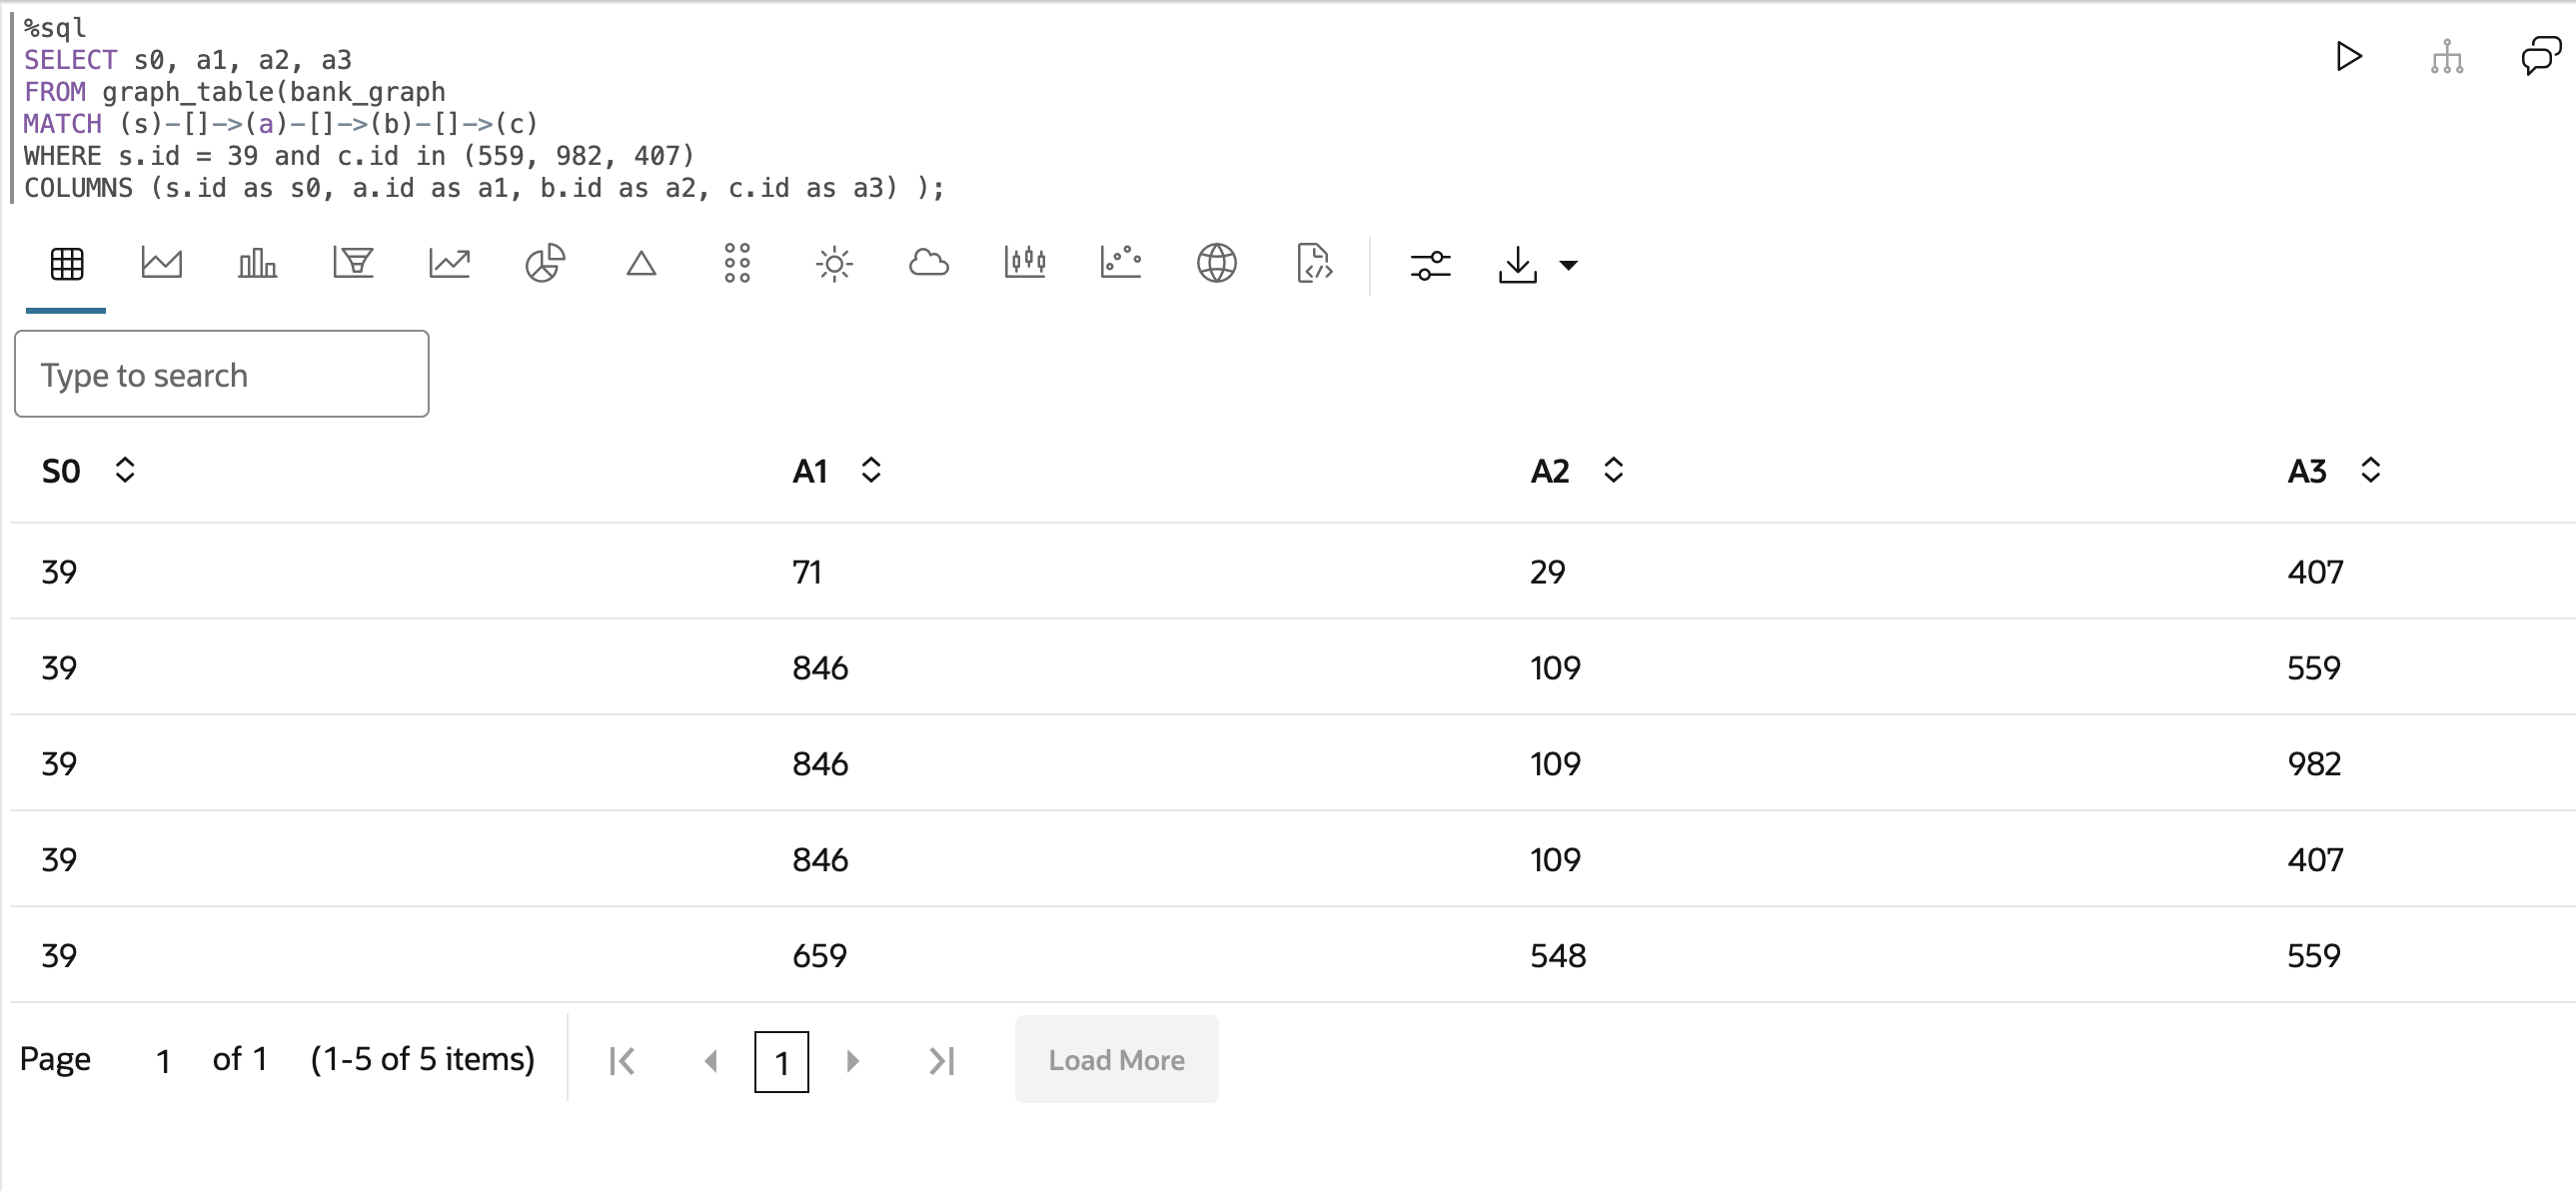 %sql
SELECT s0, a1, a2, a3
FROM graph_table(bank_graph
MATCH (s)-[]->(a)-[]->(b)-[]->(c)
WHERE s.id = 39 and c.id in (559, 982, 407)
COLUMNS (s.id as s0, a.id as a1, b.id as a2, c.id as a3) );
Type to search
S0 A1 A2 A3
39 71 29 407
39 846 109 559
39 846 109 982
39 846 109 407
39 659 548 559
Page 1 of 1 (1-5 of 5 items) 1 Load More